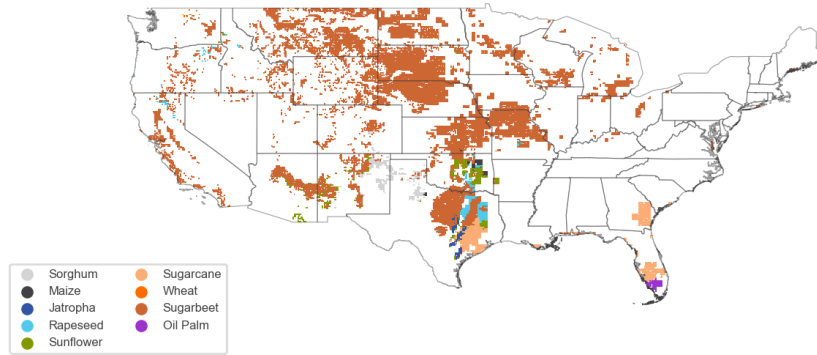 Sorghum
Maize
Jatropha
Rapeseed
Sunflower
Sugarcane
Wheat
Sugarbeet
Oil Palm